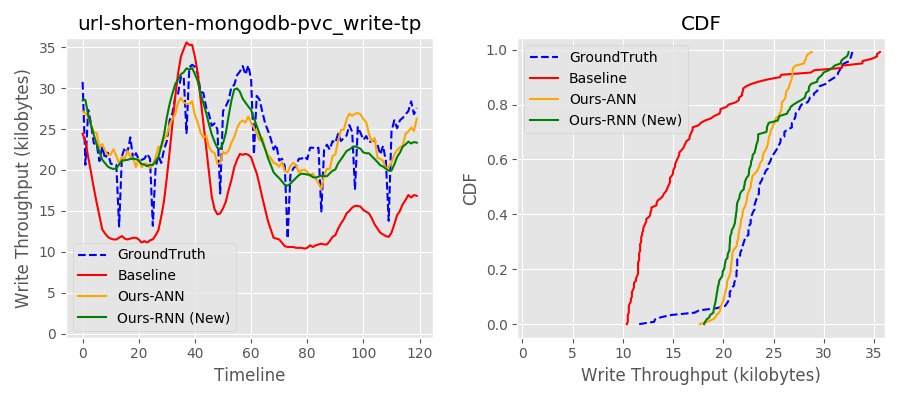 url-shorten-mongodb-pvc_write-tp
Write Throughput (kilobytes)
35
30
25
20
15
10
5
0
GroundTruth
Baseline
Ours-ANN
Ours-RNN (New)
0
20
40
60
80
100
120
Timeline
CDF
CDF
1.0
0.8
0.6
0.4
0.2
0.0
GroundTruth
Baseline
Ours-ANN
Ours-RNN (New)
0
5
10
15
20
25
30
35
Write Throughput (kilobytes)